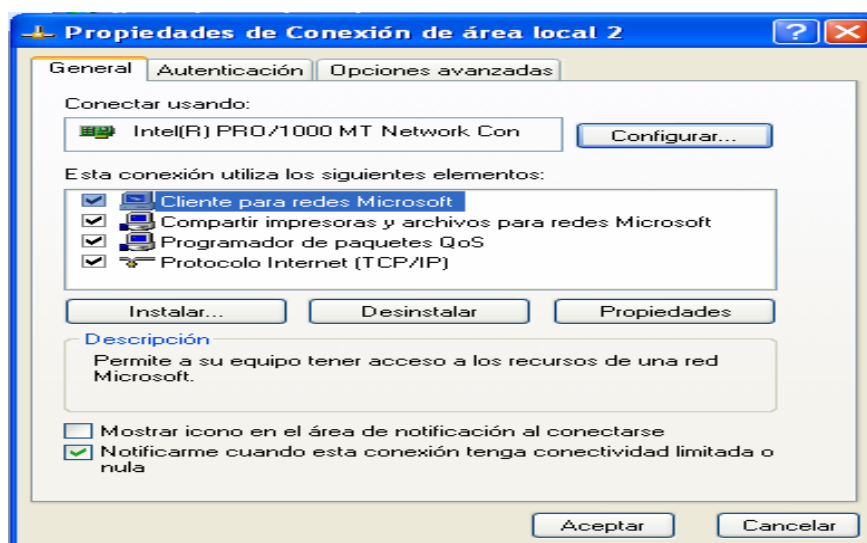 Propiedades de Conexión de área local 2
General Autenticación Opciones avanzadas
Conectar usando:
Intel(R) PRO/1000 MT Network Con Configurar...
Esta conexión utiliza los siguientes elementos:
Cliente para redes Microsoft
Compartir impresoras y archivos para redes Microsoft
Programador de paquetes QoS
Protocolo Internet (TCP/IP)
Instalar... Desinstalar Propiedades
Descripción
Permite a su equipo tener acceso a los recursos de una red
Microsoft.
Mostrar icono en el área de notificación al conectarse
Notificarme cuando esta conexión tenga conectividad limitada o
nula
Aceptar Cancelar